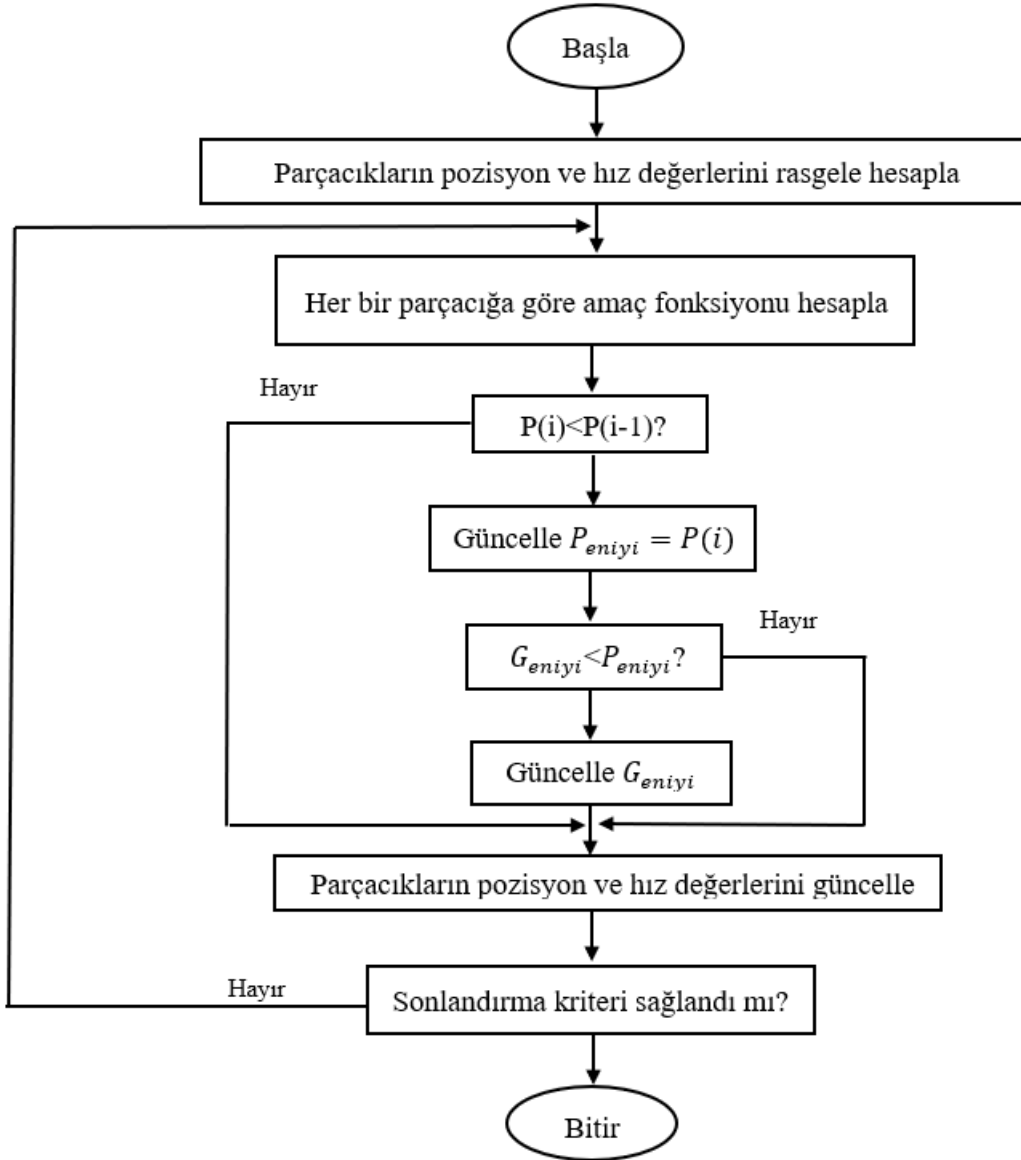 Başla
Parçacıkların pozisyon ve hız değerlerini rasgele hesapla
Her bir parçacığa göre amaç fonksiyonu hesapla
Hayır
P(i)<P(i-1)?
Güncelle P_eniyi = P(i)
Hayır
G_eniyi<P_eniyi?
Güncelle G_eniyi
Parçacıkların pozisyon ve hız değerlerini güncelle
Hayır
Sonlandırma kriteri sağlandı mı?
Bitir